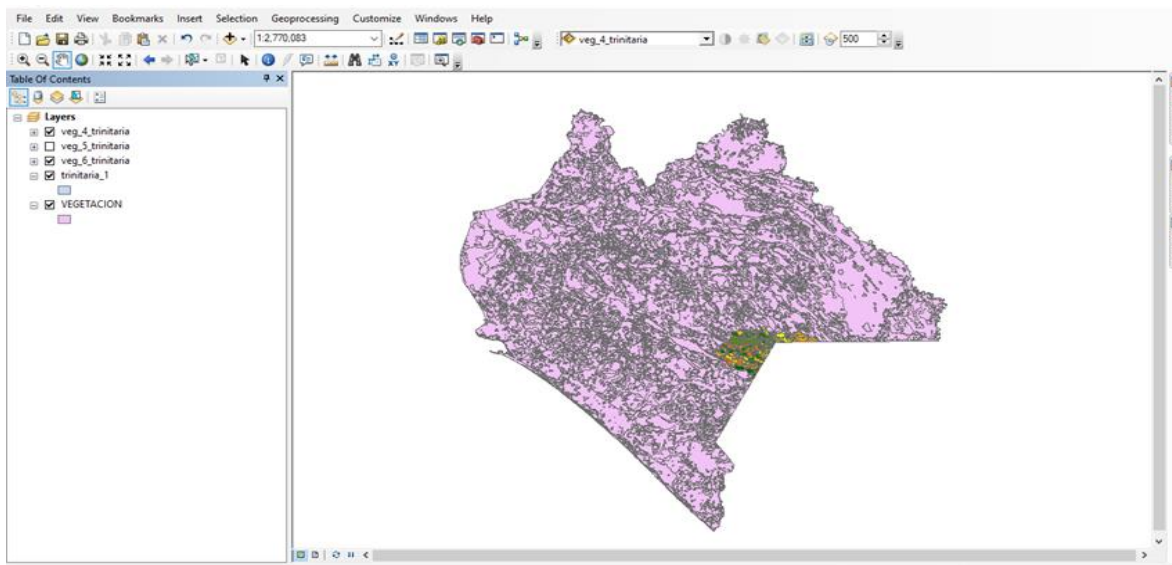 File Edit View Bookmarks Insert Selection Geoprocessing Customize Windows Help
1:2,770,083 veg_4_trinitaria 500
Table Of Contents
Layers
veg_4_trinitaria
veg_5_trinitaria
veg_6_trinitaria
trinitaria_1
VEGETACION